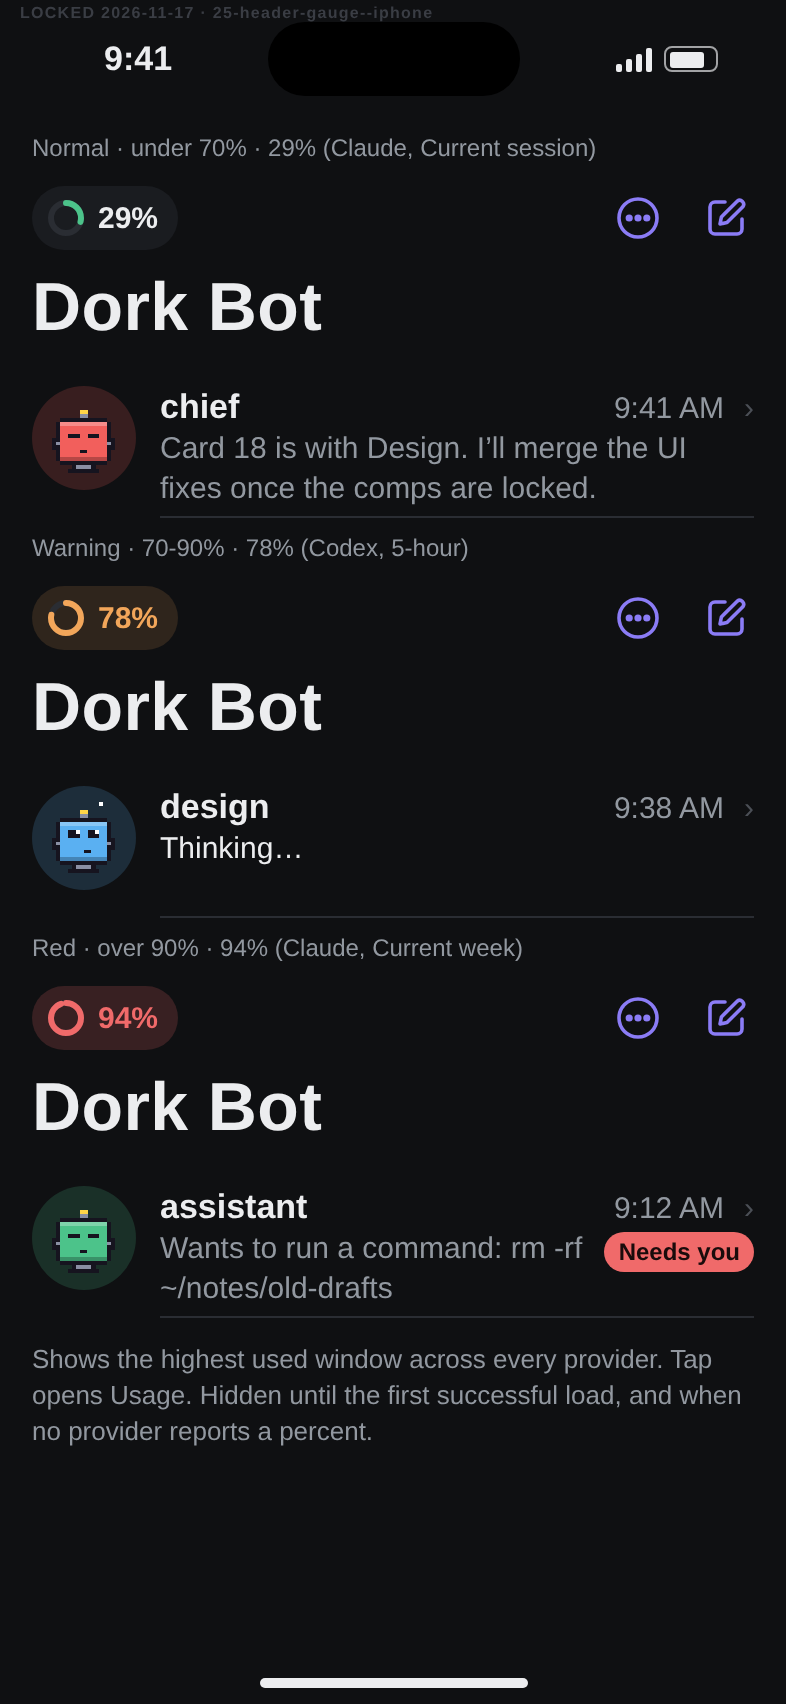 LOCKED 2026-11-17 · 25-header-gauge--iphone
9:41
Normal · under 70% · 29% (Claude, Current session)
29%
Dork Bot
chief 9:41 AM ›
Card 18 is with Design. I’ll merge the UI
fixes once the comps are locked.
Warning · 70-90% · 78% (Codex, 5-hour)
78%
Dork Bot
design 9:38 AM ›
Thinking…
Red · over 90% · 94% (Claude, Current week)
94%
Dork Bot
assistant 9:12 AM ›
Wants to run a command: rm -rf Needs you
~/notes/old-drafts
Shows the highest used window across every provider. Tap
opens Usage. Hidden until the first successful load, and when
no provider reports a percent.